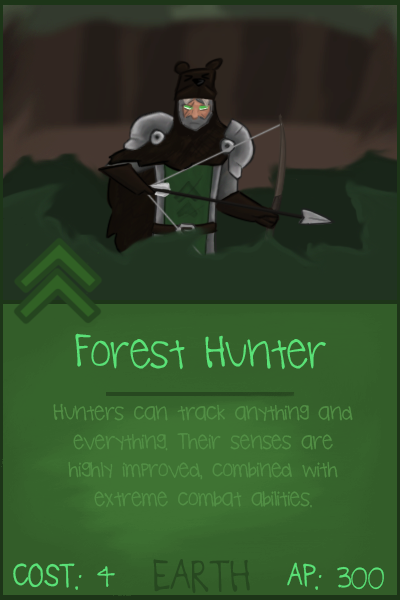 Forest Hunter
Hunters can track anything and
everything. Their senses are
highly improved, combined with
extreme combat abilities.
COST: 4 EARTH AP: 300